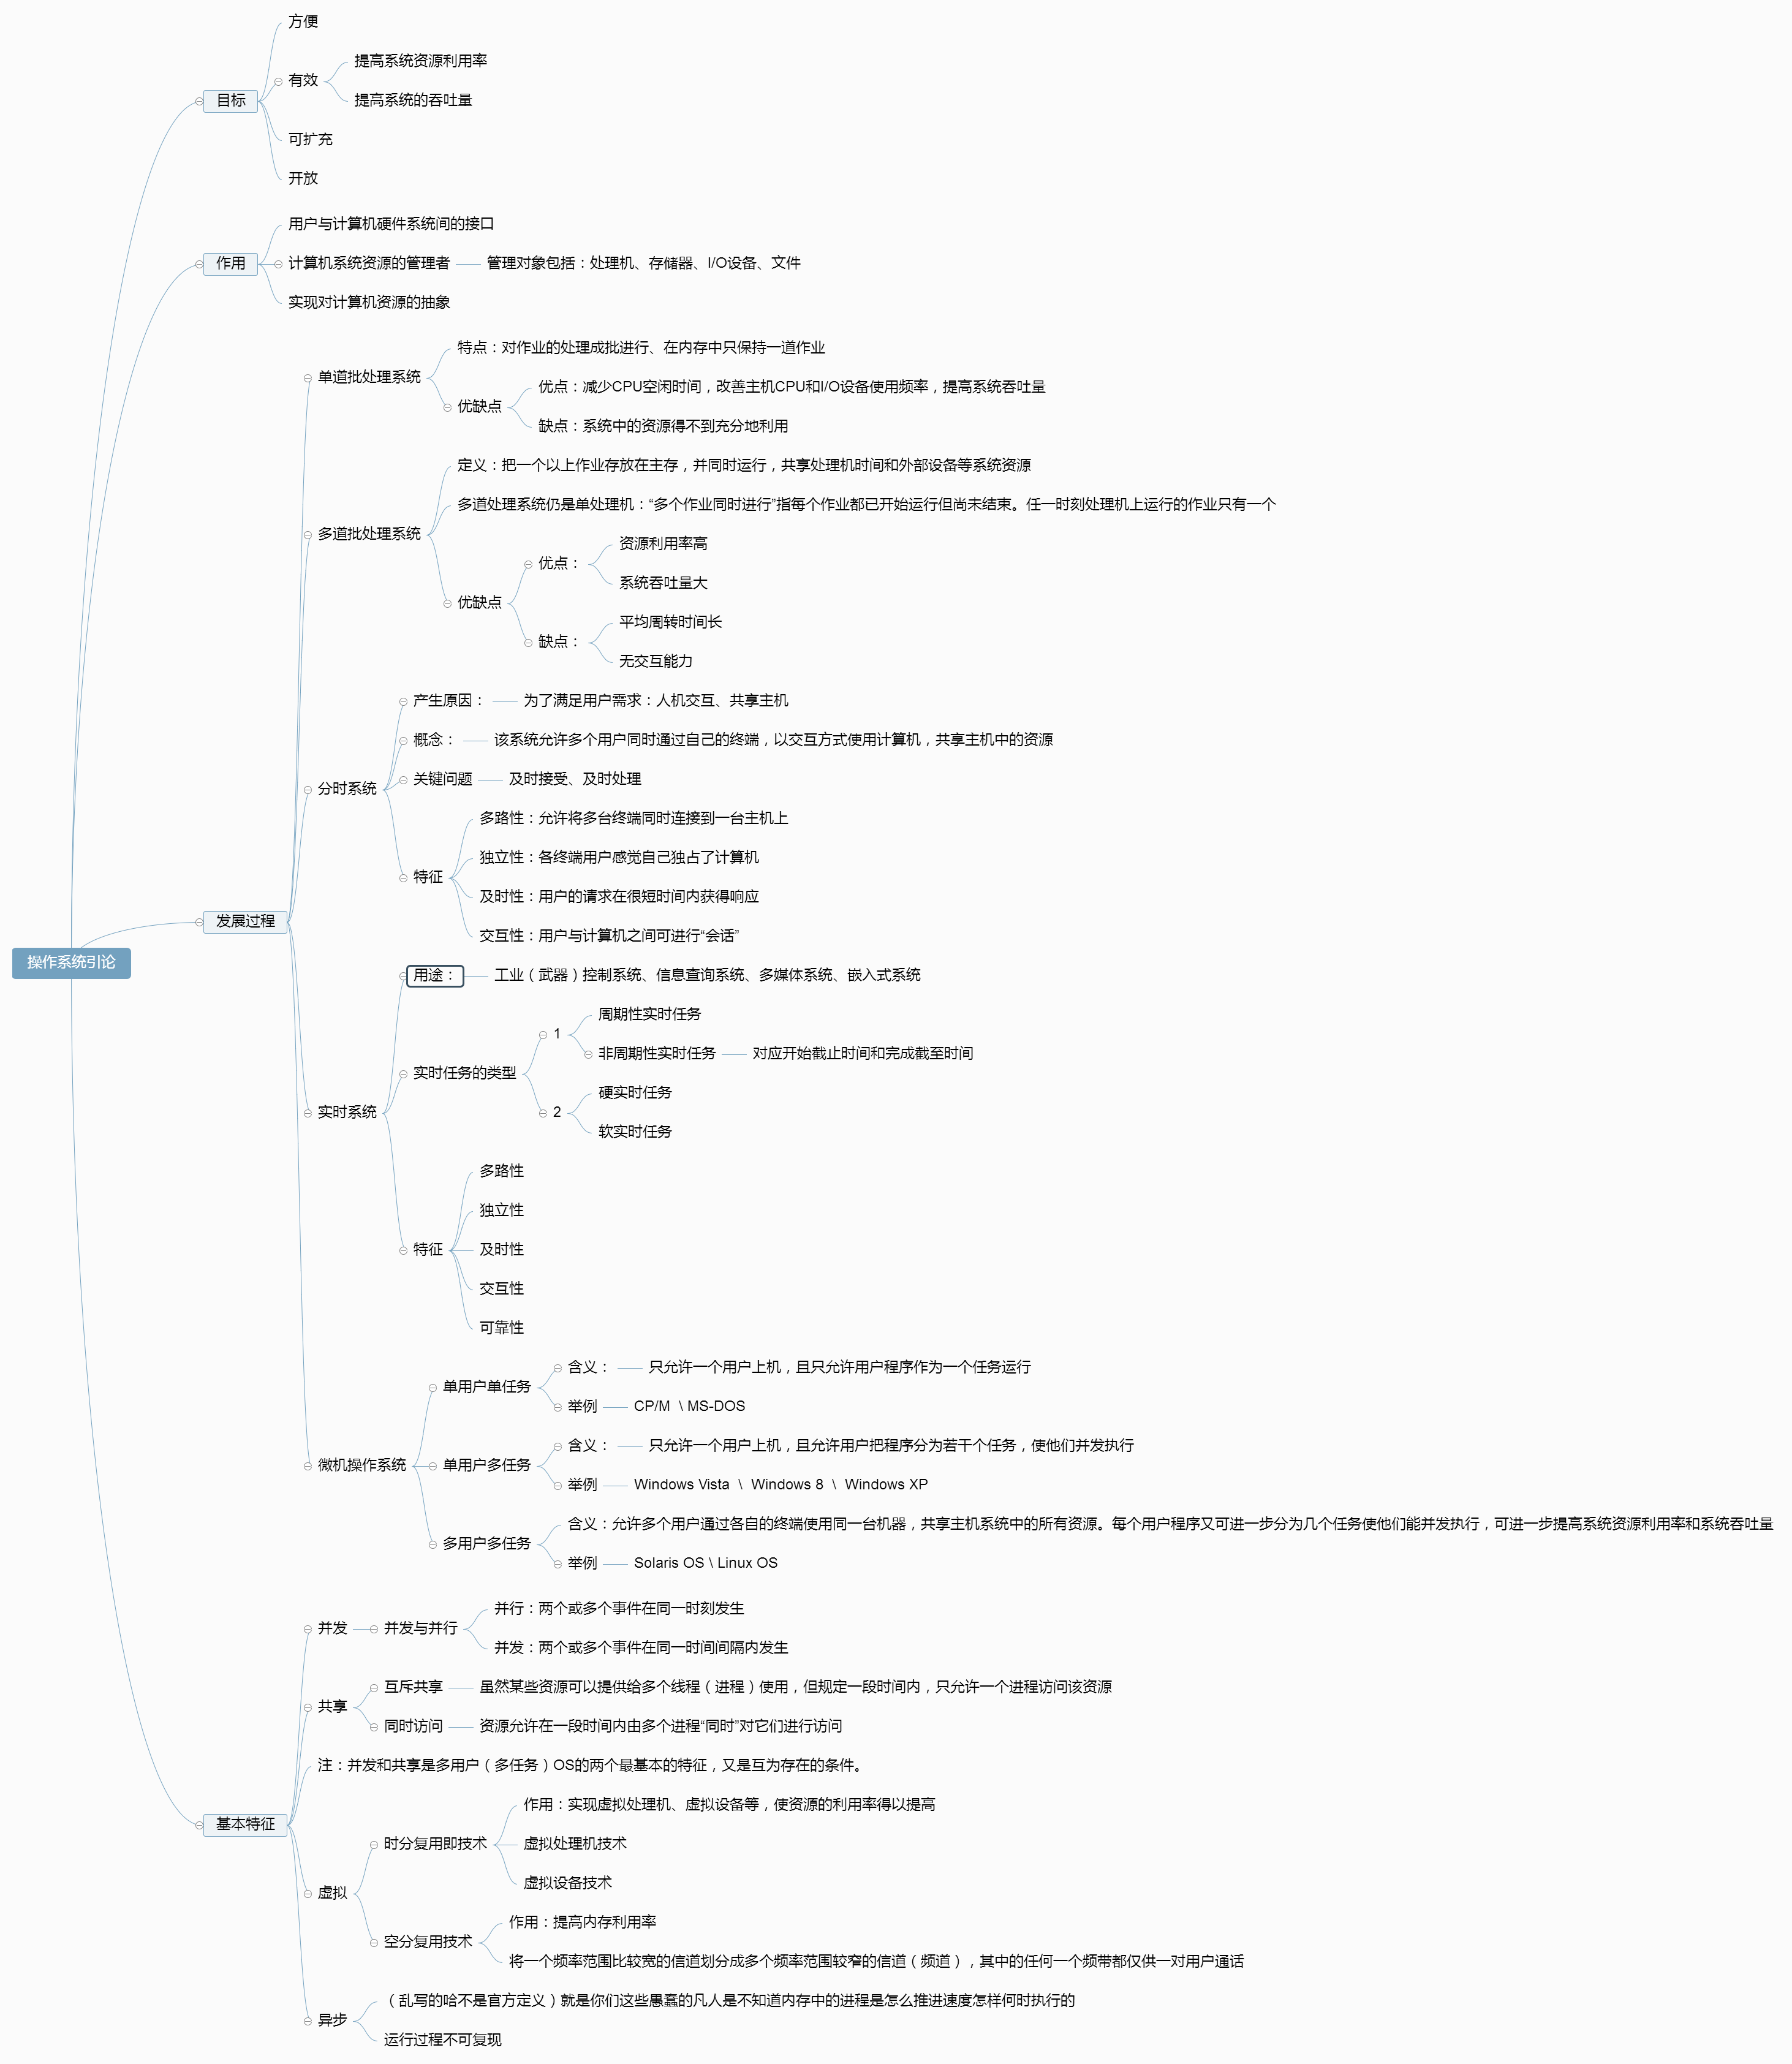 方便
提高系统资源利用率
有效
提高系统的吞吐量
目标
可扩充
开放
用户与计算机硬件系统间的接口
作用
计算机系统资源的管理者
管理对象包括：处理机、存储器、I/O设备、文件
实现对计算机资源的抽象
特点：对作业的处理成批进行、在内存中只保持一道作业
单道批处理系统
优点：减少CPU空闲时间，改善主机CPU和I/O设备使用频率，提高系统吞吐量
优缺点
缺点：系统中的资源得不到充分地利用
定义：把一个以上作业存放在主存，并同时运行，共享处理机时间和外部设备等系统资源
多道处理系统仍是单处理机：“多个作业同时进行”指每个作业都已开始运行但尚未结束。任一时刻处理机上运行的作业只有一个
多道批处理系统
资源利用率高
优点：
系统吞吐量大
优缺点
平均周转时间长
缺点：
无交互能力
产生原因：
为了满足用户需求：人机交互、共享主机
概念：
该系统允许多个用户同时通过自己的终端，以交互方式使用计算机，共享主机中的资源
关键问题
及时接受、及时处理
分时系统
多路性：允许将多台终端同时连接到一台主机上
独立性：各终端用户感觉自己独占了计算机
特征
及时性：用户的请求在很短时间内获得响应
交互性：用户与计算机之间可进行“会话”
发展过程
操作系统引论
用途：
工业（武器）控制系统、信息查询系统、多媒体系统、嵌入式系统
周期性实时任务
1
非周期性实时任务
对应开始截止时间和完成截至时间
实时任务的类型
硬实时任务
2
软实时任务
实时系统
多路性
独立性
特征
及时性
交互性
可靠性
含义：
只允许一个用户上机，且只允许用户程序作为一个任务运行
单用户单任务
举例
CP/M \ MS-DOS
含义：
只允许一个用户上机，且允许用户把程序分为若干个任务，使他们并发执行
微机操作系统
单用户多任务
举例
Windows Vista \ Windows 8 \ Windows XP
含义：允许多个用户通过各自的终端使用同一台机器，共享主机系统中的所有资源。每个用户程序又可进一步分为几个任务使他们能并发执行，可进一步提高系统资源利用率和系统吞吐量
多用户多任务
举例
Solaris OS \ Linux OS
并行：两个或多个事件在同一时刻发生
并发
并发与并行
并发：两个或多个事件在同一时间间隔内发生
互斥共享
虽然某些资源可以提供给多个线程（进程）使用，但规定一段时间内，只允许一个进程访问该资源
共享
同时访问
资源允许在一段时间内由多个进程“同时”对它们进行访问
注：并发和共享是多用户（多任务）OS的两个最基本的特征，又是互为存在的条件。
基本特征
作用：实现虚拟处理机、虚拟设备等，使资源的利用率得以提高
时分复用即技术
虚拟处理机技术
虚拟设备技术
虚拟
作用：提高内存利用率
空分复用技术
将一个频率范围比较宽的信道划分成多个频率范围较窄的信道（频道），其中的任何一个频带都仅供一对用户通话
（乱写的哈不是官方定义）就是你们这些愚蠢的凡人是不知道内存中的进程是怎么推进速度怎样何时执行的
异步
运行过程不可复现